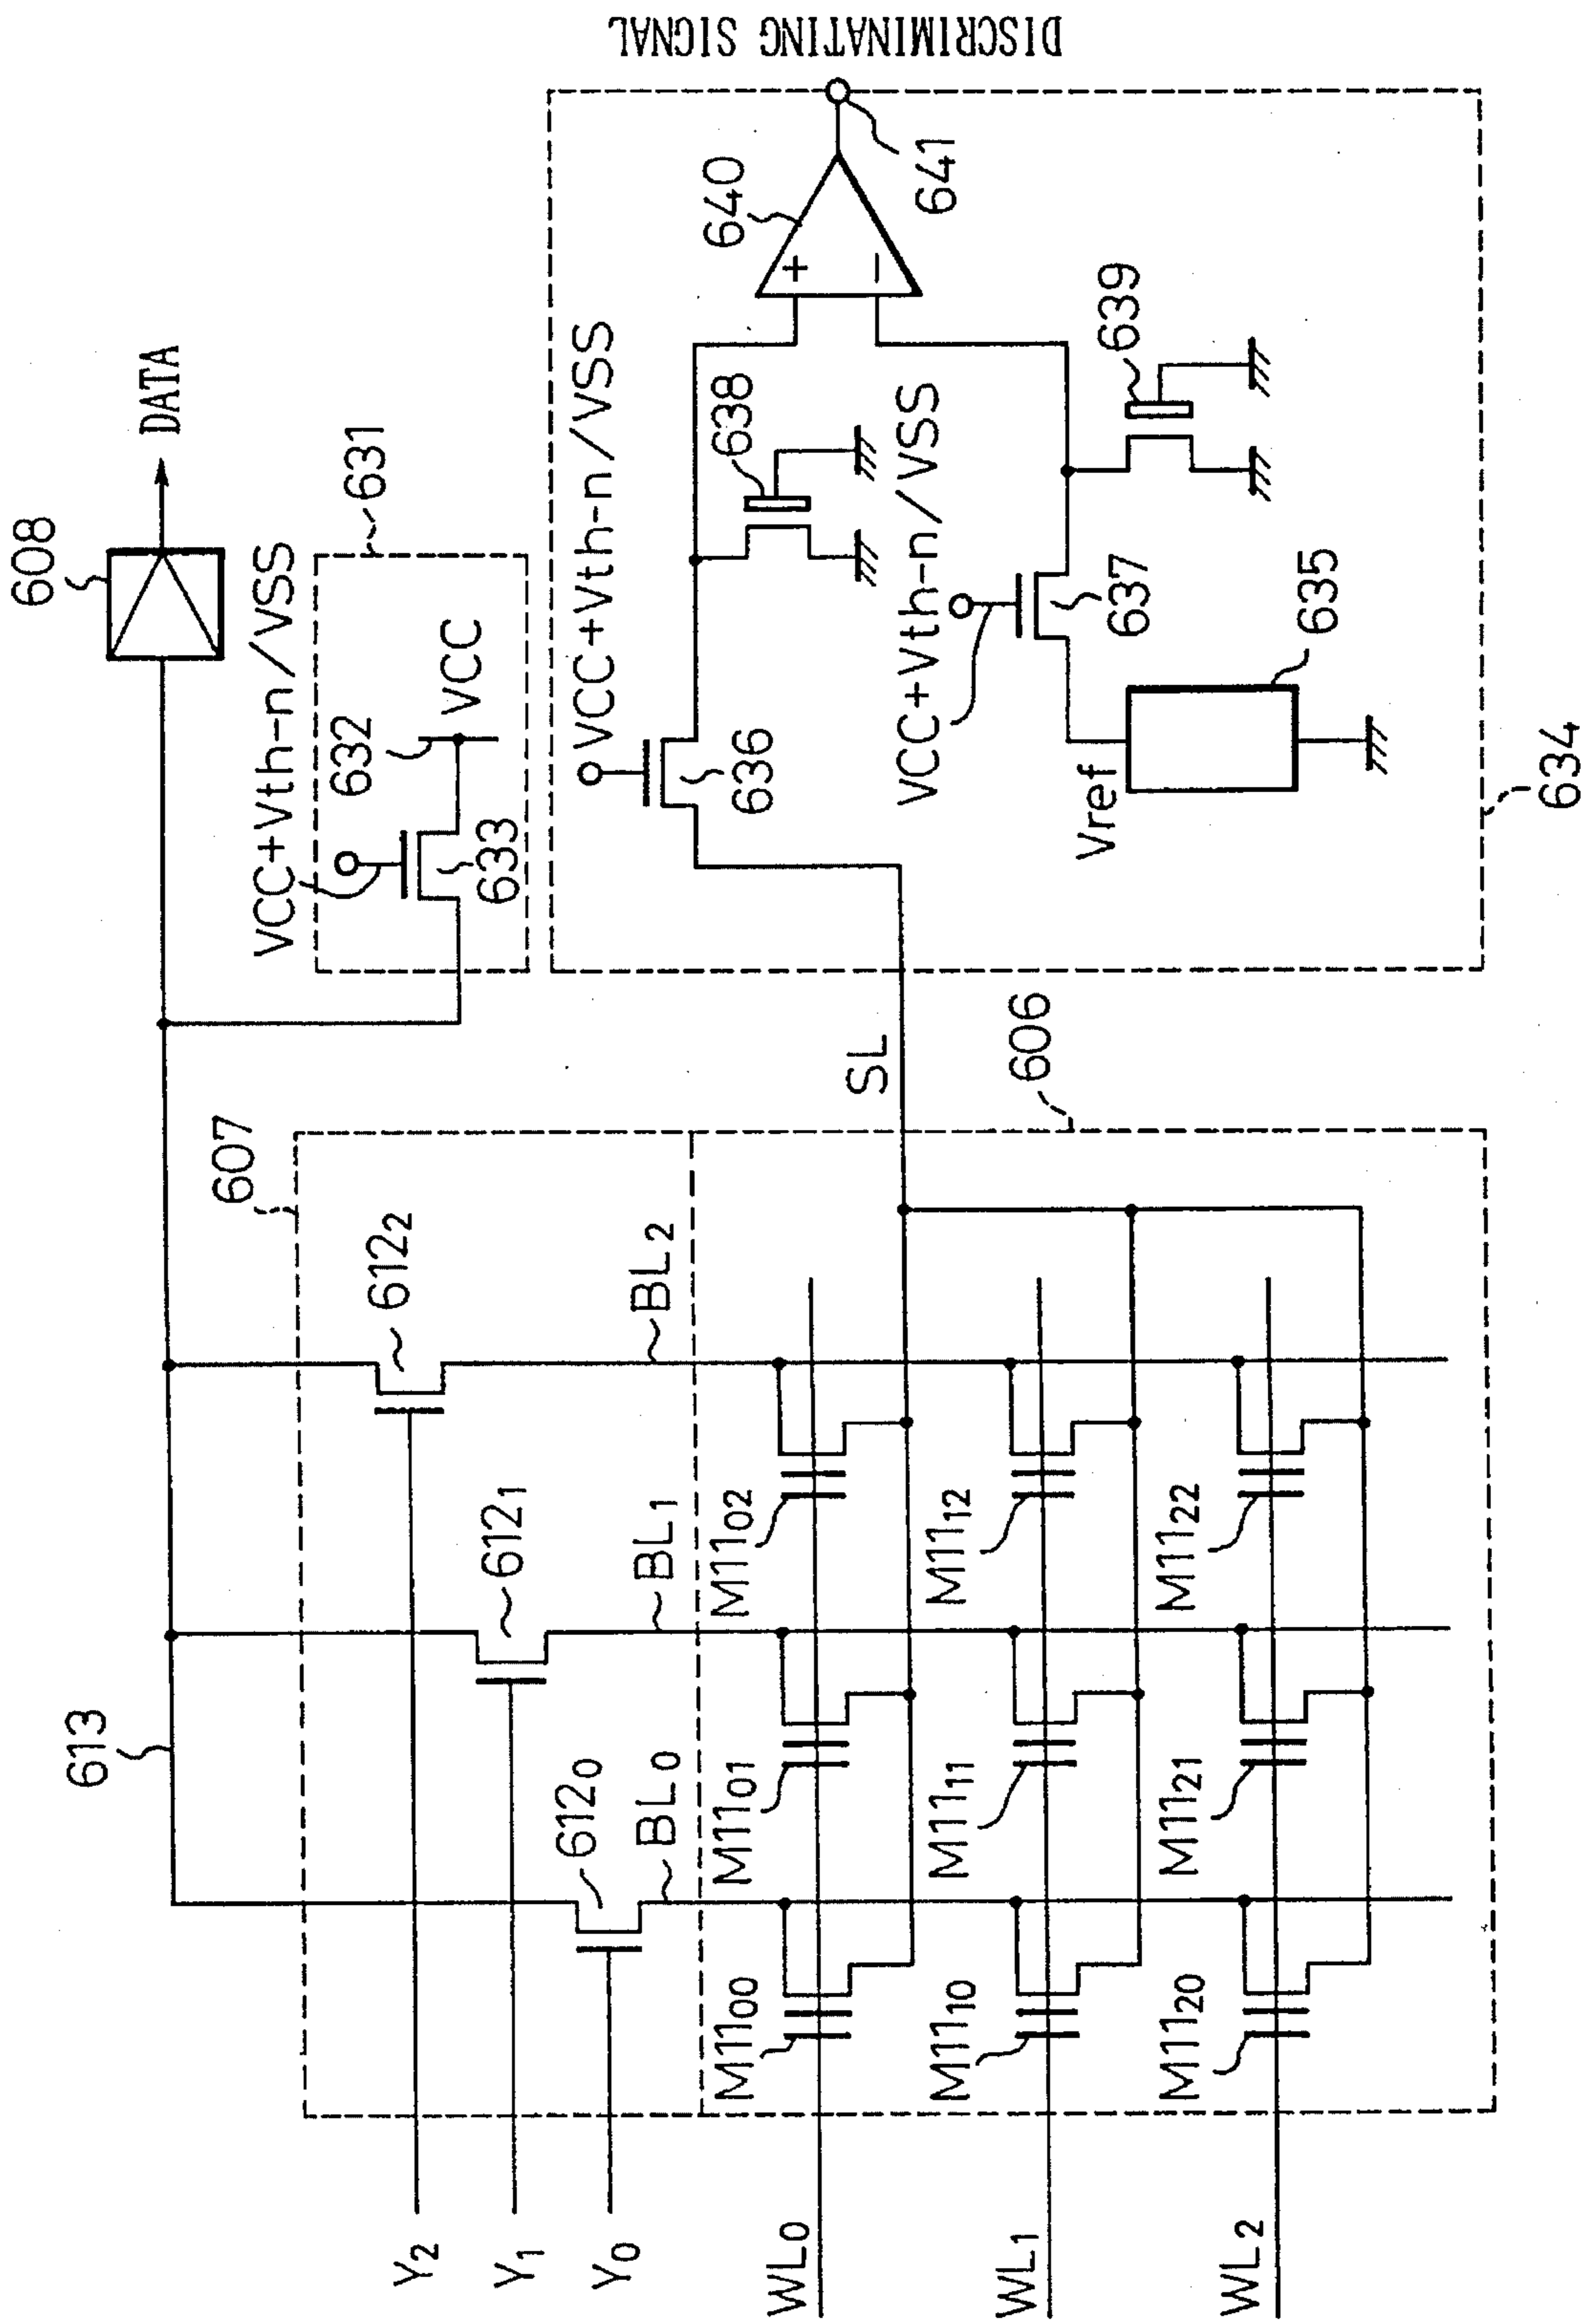 608
DATA
VCC+Vth-n/VSS
631
632
VCC
633
613
607
612₂
612₁
612₀
BL₂
BL₁
BL₀
Y₂
Y₁
Y₀
WL₀
WL₁
WL₂
M11₀₀
M11₀₁
M11₀₂
M11₁₀
M11₁₁
M11₁₂
M11₂₀
M11₂₁
M11₂₂
606
SL
VCC+Vth-n/VSS
636
638
640
+
−
641
DISCRIMINATING SIGNAL
VCC+Vth-n/VSS
637
639
Vref
635
634